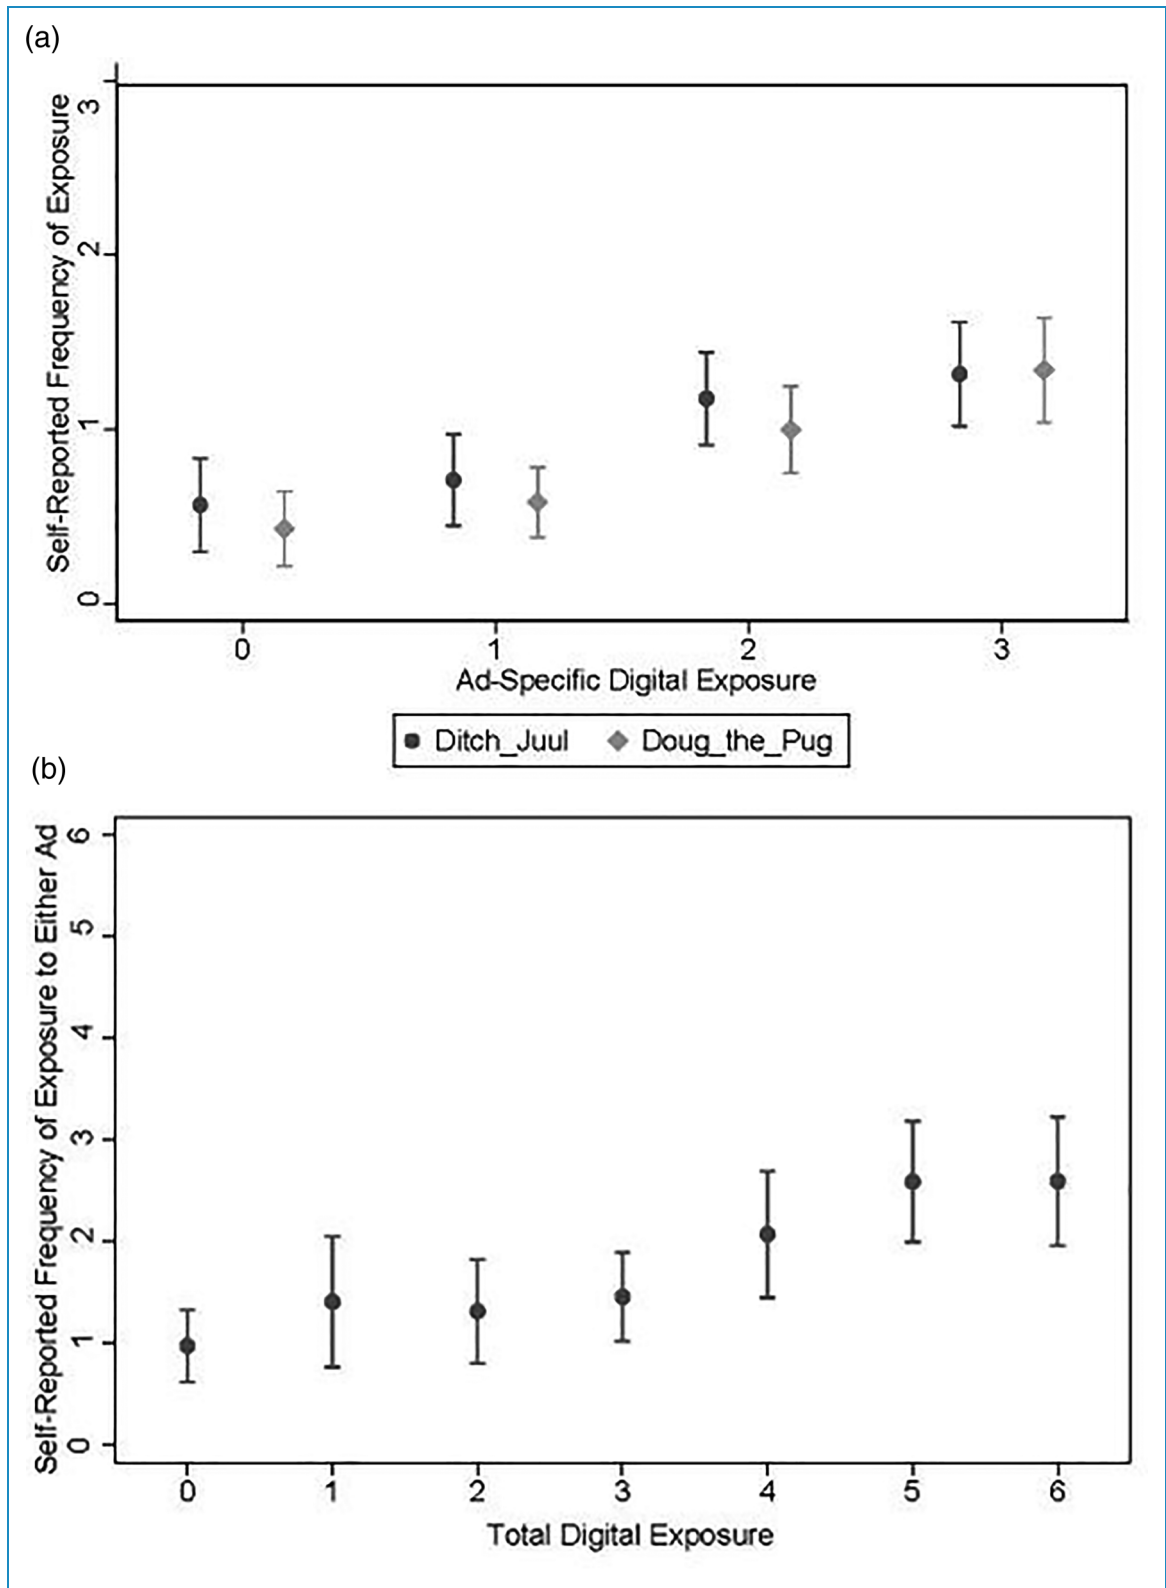 (a)
Self-Reported Frequency of Exposure
3
2
1
0
0 1 2 3
Ad-Specific Digital Exposure
Ditch_Juul Doug_the_Pug
(b)
Self-Reported Frequency of Exposure to Either Ad
6
5
4
3
2
1
0
0 1 2 3 4 5 6
Total Digital Exposure